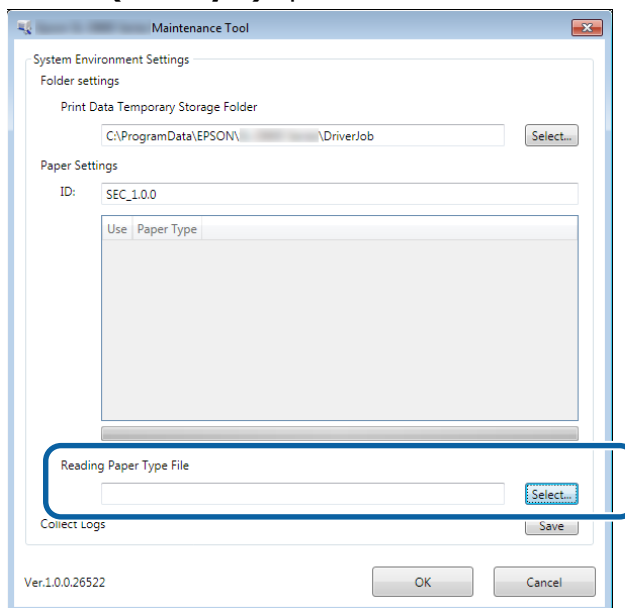 Maintenance Tool
System Environment Settings
Folder settings
Print Data Temporary Storage Folder
C:\ProgramData\EPSON\ \DriverJob Select...
Paper Settings
ID: SEC_1.0.0
Use Paper Type
Reading Paper Type File
Select...
Collect Logs Save
Ver.1.0.0.26522 OK Cancel